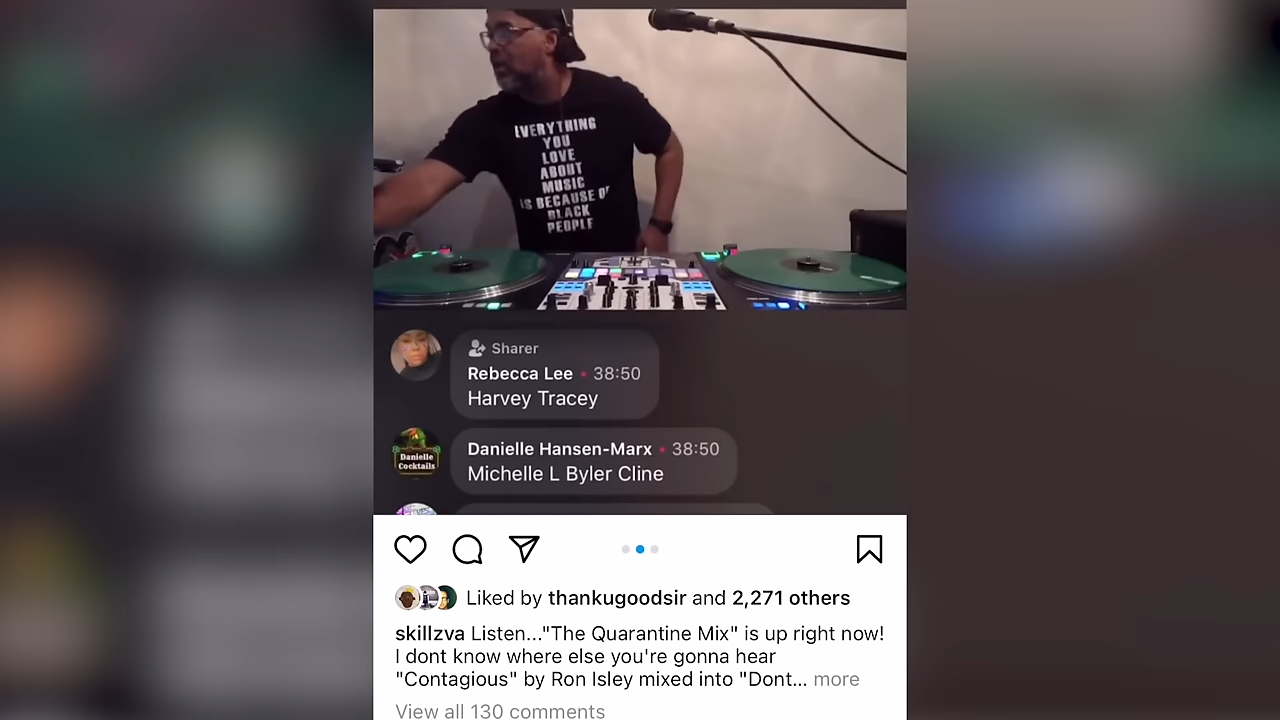 EVERYTHING
YOU
LOVE
ABOUT
MUSIC
IS BECAUSE OF
BLACK
PEOPLE
Sharer
Rebecca Lee • 38:50
Harvey Tracey
Danielle
Cocktails
Danielle Hansen-Marx • 38:50
Michelle L Byler Cline
Liked by thankugoodsir and 2,271 others
skillzva Listen..."The Quarantine Mix" is up right now!
I dont know where else you're gonna hear
"Contagious" by Ron Isley mixed into "Dont... more
View all 130 comments